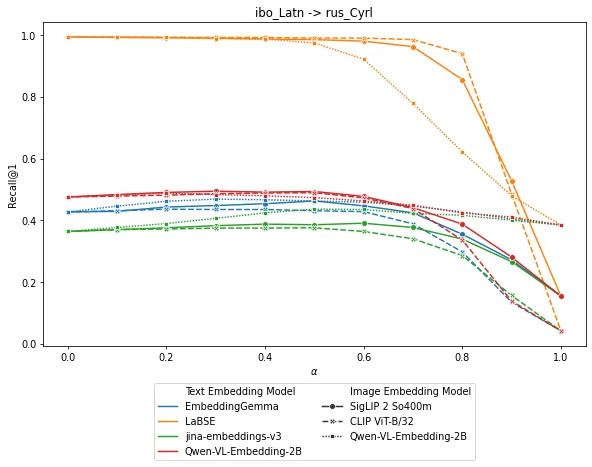 ibo_Latn -> rus_Cyrl
Recall@1
1.0
0.8
0.6
0.4
0.2
0.0
0.0 0.2 0.4 0.6 0.8 1.0
α
Text Embedding Model
EmbeddingGemma
LaBSE
jina-embeddings-v3
Qwen-VL-Embedding-2B
Image Embedding Model
SigLIP 2 So400m
CLIP ViT-B/32
Qwen-VL-Embedding-2B